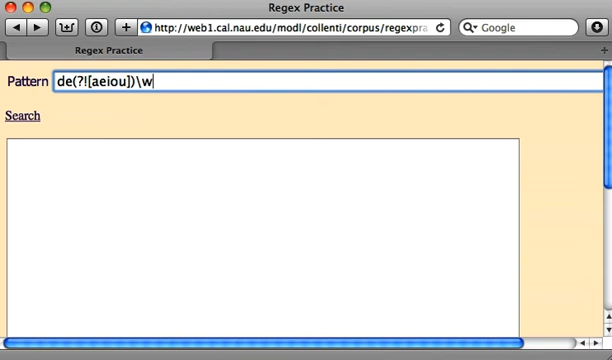 Regex Practice
http://web1.cal.nau.edu/modl/collenti/corpus/regexpra
Google
Regex Practice
Pattern de(?![aeiou])\w
Search